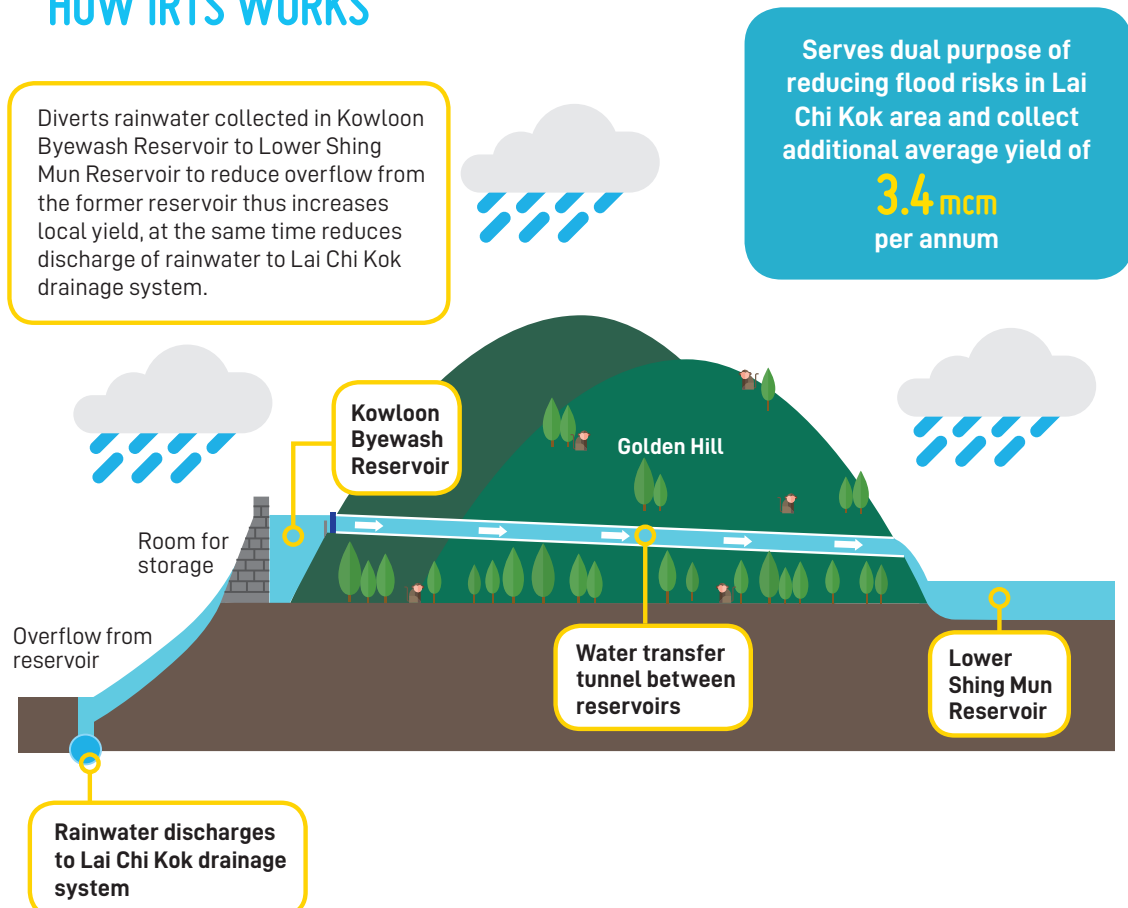 HOW IRTS WORKS
Diverts rainwater collected in Kowloon
Byewash Reservoir to Lower Shing
Mun Reservoir to reduce overflow from
the former reservoir thus increases
local yield, at the same time reduces
discharge of rainwater to Lai Chi Kok
drainage system.
Serves dual purpose of
reducing flood risks in Lai
Chi Kok area and collect
additional average yield of
3.4 mcm
per annum
Kowloon
Byewash
Reservoir
Golden Hill
Room for
storage
Overflow from
reservoir
Water transfer
tunnel between
reservoirs
Lower
Shing Mun
Reservoir
Rainwater discharges
to Lai Chi Kok drainage
system